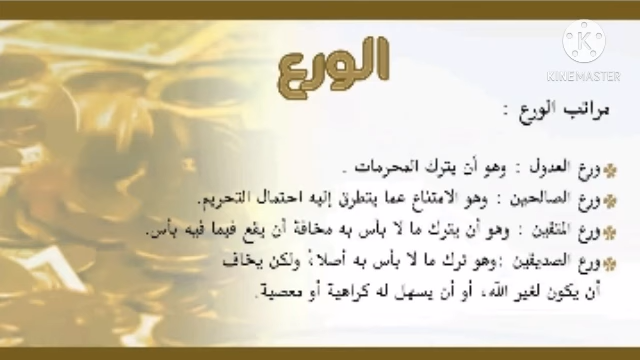 الورع
KINEMASTER
مراتب الورع :
ورع العدول : وهو أن يترك المحرمات .
ورع الصالحين : وهو الامتناع عما يتطرق إليه احتمال التحريم.
ورع المتقين : وهو أن يترك ما لا بأس به مخافة أن يقع فيما فيه بأس.
ورع الصديقين :وهو ترك ما لا بأس به أصلاً ولكن يخاف
أن يكون لغير الله، أو أن يسهل له كراهية أو معصية.